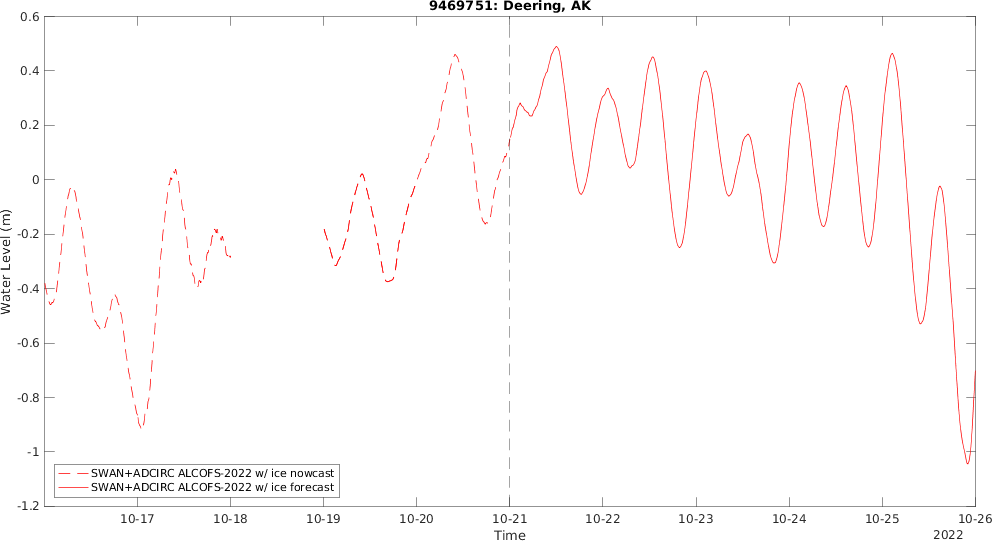 9469751: Deering, AK
0.6
0.4
0.2
0
-0.2
-0.4
-0.6
-0.8
-1
-1.2
Water Level (m)
SWAN+ADCIRC ALCOFS-2022 w/ ice nowcast
SWAN+ADCIRC ALCOFS-2022 w/ ice forecast
10-17 10-18 10-19 10-20 10-21 10-22 10-23 10-24 10-25 10-26
Time
2022